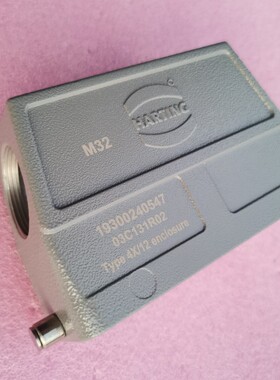 HARTING
M32
19300240547
03C131R02
Type 4X/12 enclosure